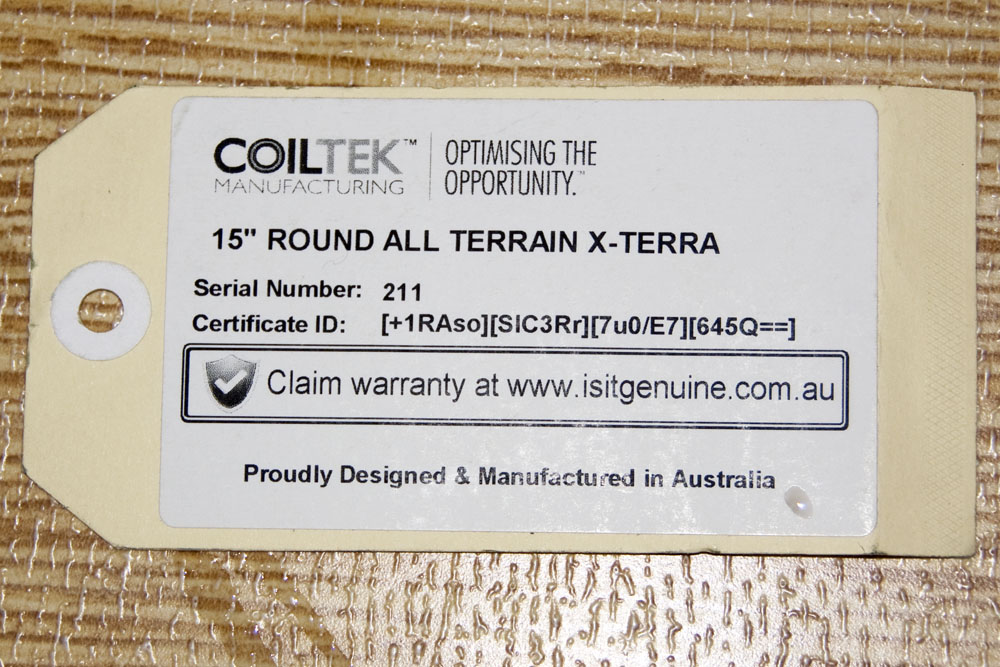 COILTEK™
MANUFACTURING
OPTIMISING THE
OPPORTUNITY.™
15" ROUND ALL TERRAIN X-TERRA
Serial Number: 211
Certificate ID: [+1RAso][SIC3Rr][7u0/E7][645Q==]
Claim warranty at www.isitgenuine.com.au
Proudly Designed & Manufactured in Australia